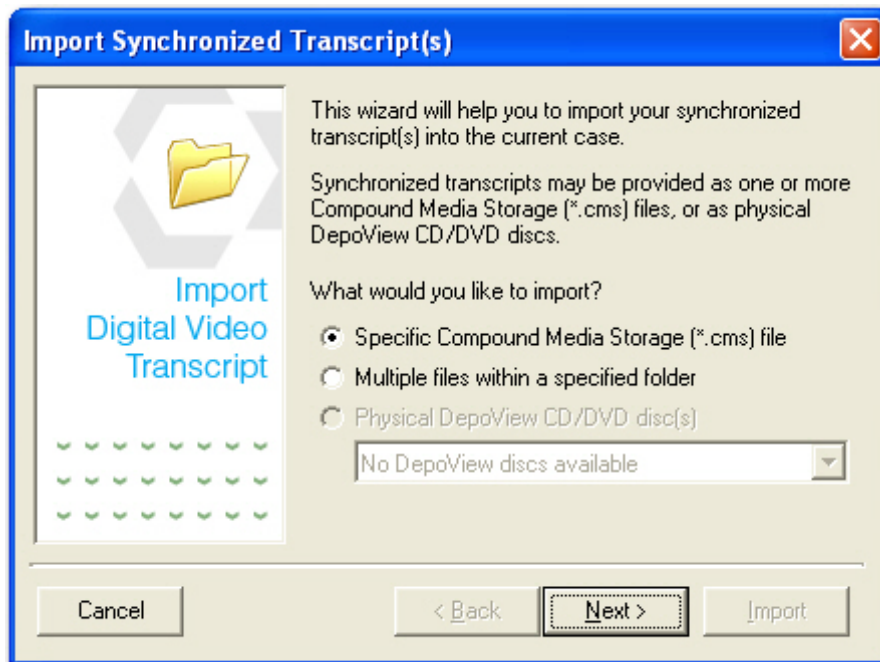 Import Synchronized Transcript(s)
This wizard will help you to import your synchronized
transcript(s) into the current case.
Synchronized transcripts may be provided as one or more
Compound Media Storage (*.cms) files, or as physical
DepoView CD/DVD discs.
Import
Digital Video
Transcript
What would you like to import?
Specific Compound Media Storage (*.cms) file
Multiple files within a specified folder
Physical DepoView CD/DVD disc(s)
No DepoView discs available
Cancel
< Back
Next >
Import